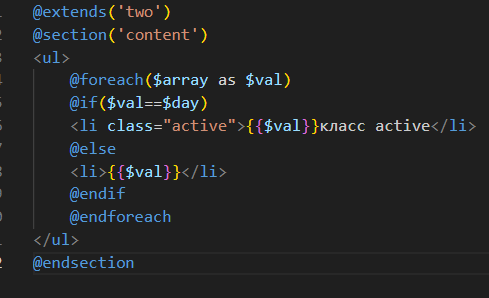 @extends('two')
@section('content')
<ul>
@foreach($array as $val)
@if($val==$day)
<li class="active">{{$val}}класс active</li>
@else
<li>{{$val}}</li>
@endif
@endforeach
</ul>
@endsection